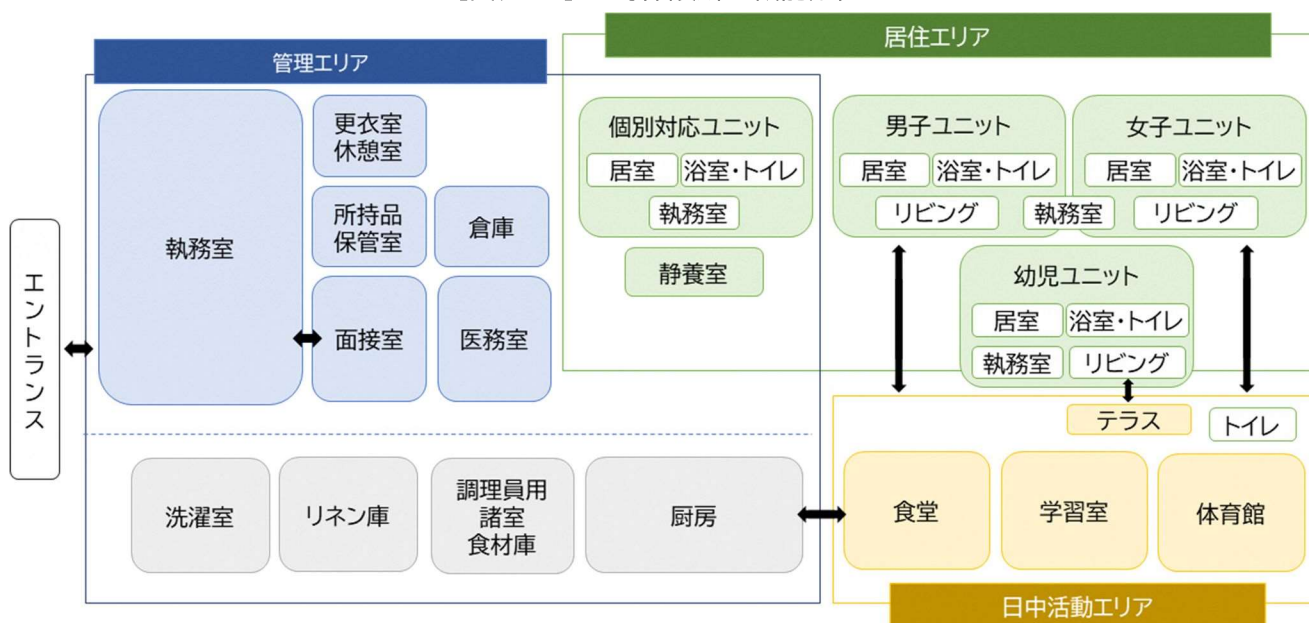 居住エリア
管理エリア
執務室
更衣室
休憩室
所持品
保管室
倉庫
面接室
医務室
エントランス
個別対応ユニット
居室
浴室・トイレ
執務室
静養室
男子ユニット
居室
浴室・トイレ
リビング
執務室
女子ユニット
居室
浴室・トイレ
リビング
幼児ユニット
居室
浴室・トイレ
執務室
リビング
テラス
トイレ
洗濯室
リネン庫
調理員用
諸室
食材庫
厨房
食堂
学習室
体育館
日中活動エリア